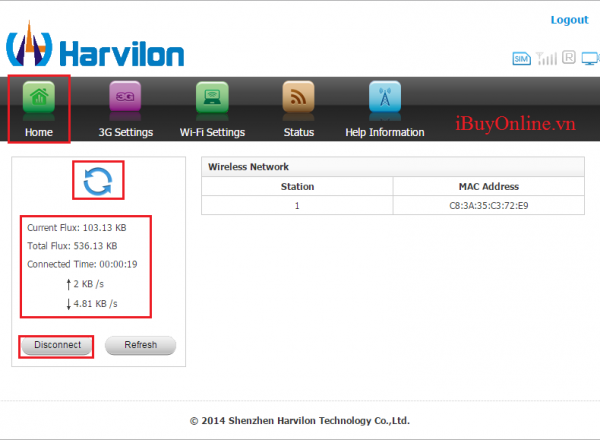 Logout
Harvilon
SIM R
3G
Home 3G Settings Wi-Fi Settings Status Help Information
iBuyOnline.vn
Wireless Network
Station MAC Address
1 C8:3A:35:C3:72:E9
Current Flux: 103.13 KB
Total Flux: 536.13 KB
Connected Time: 00:00:19
↑ 2 KB /s
↓ 4.81 KB /s
Disconnect Refresh
© 2014 Shenzhen Harvilon Technology Co.,Ltd.